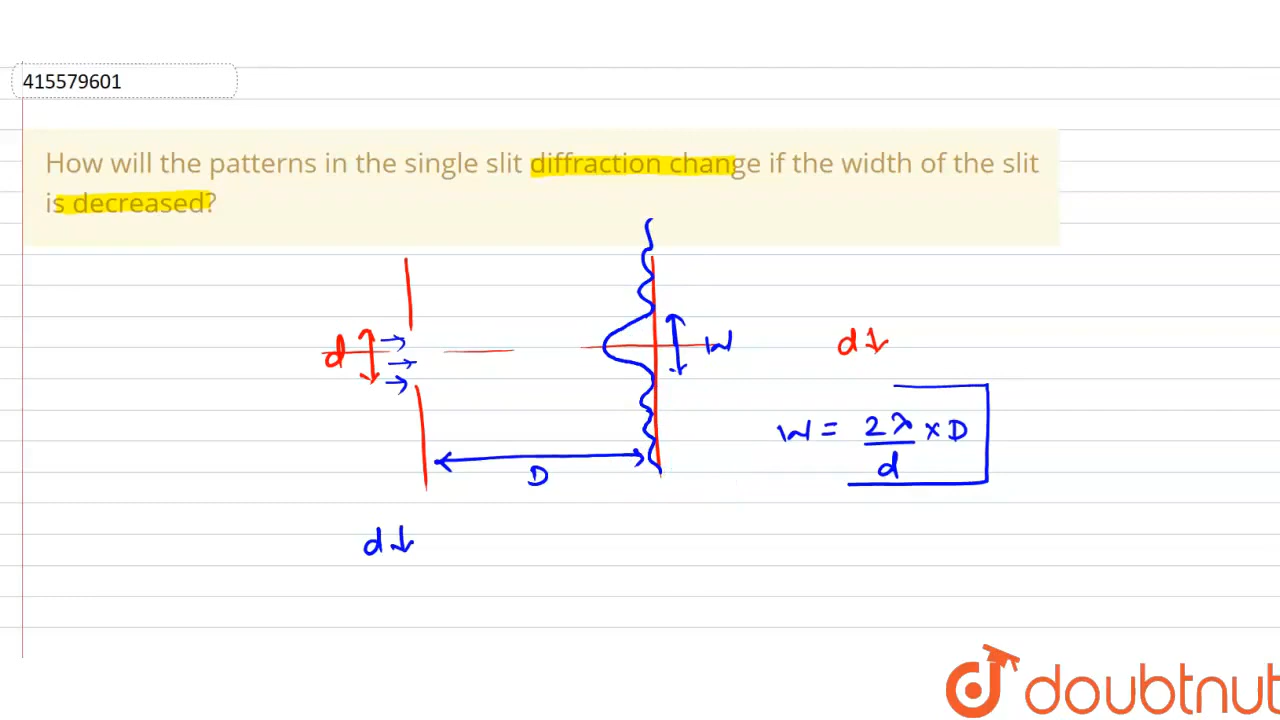 415579601
How will the patterns in the single slit diffraction change if the width of the slit
is decreased?
d
W
d↓
W = 2λ/d × D
D
d↓
doubtnut